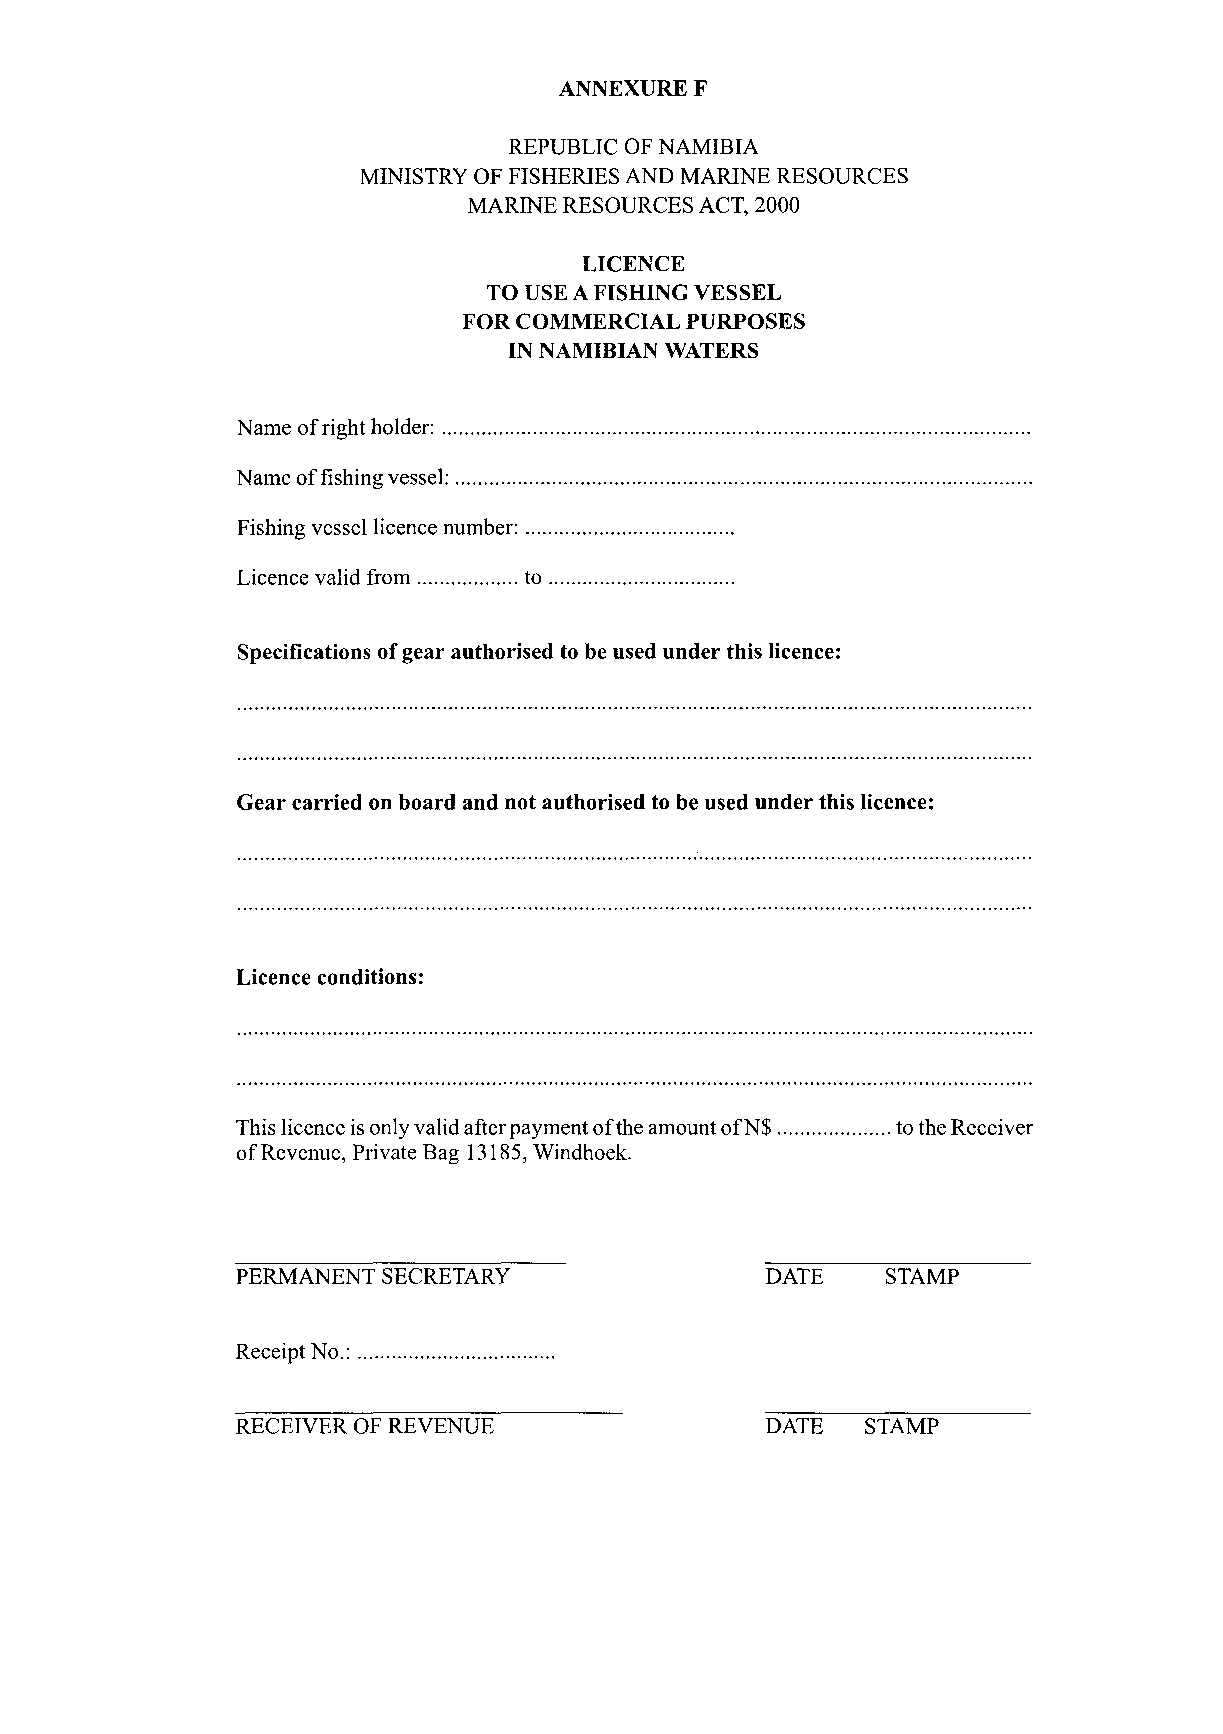 ANNEXURE F
REPUBLIC OF NAMIBIA
MINISTRY OF FISHERIES AND MARINE RESOURCES
MARINE RESOURCES ACT, 2000
LICENCE
TO USE A FISHING VESSEL
FOR COMMERCIAL PURPOSES
IN NAMIBIAN WATERS
Name of right holder: ........................................................................................................
Name of fishing vessel: ......................................................................................................
Fishing vessel licence number: .....................................
Licence valid from .................. to .................................
Specifications of gear authorised to be used under this licence:
............................................................................................................................................
............................................................................................................................................
Gear carried on board and not authorised to be used under this licence:
............................................................................................................................................
............................................................................................................................................
Licence conditions:
............................................................................................................................................
............................................................................................................................................
This licence is only valid after payment of the amount of N$ .................... to the Receiver
of Revenue, Private Bag 13185, Windhoek.
PERMANENT SECRETARY DATE STAMP
Receipt No.: ...................................
RECEIVER OF REVENUE DATE STAMP